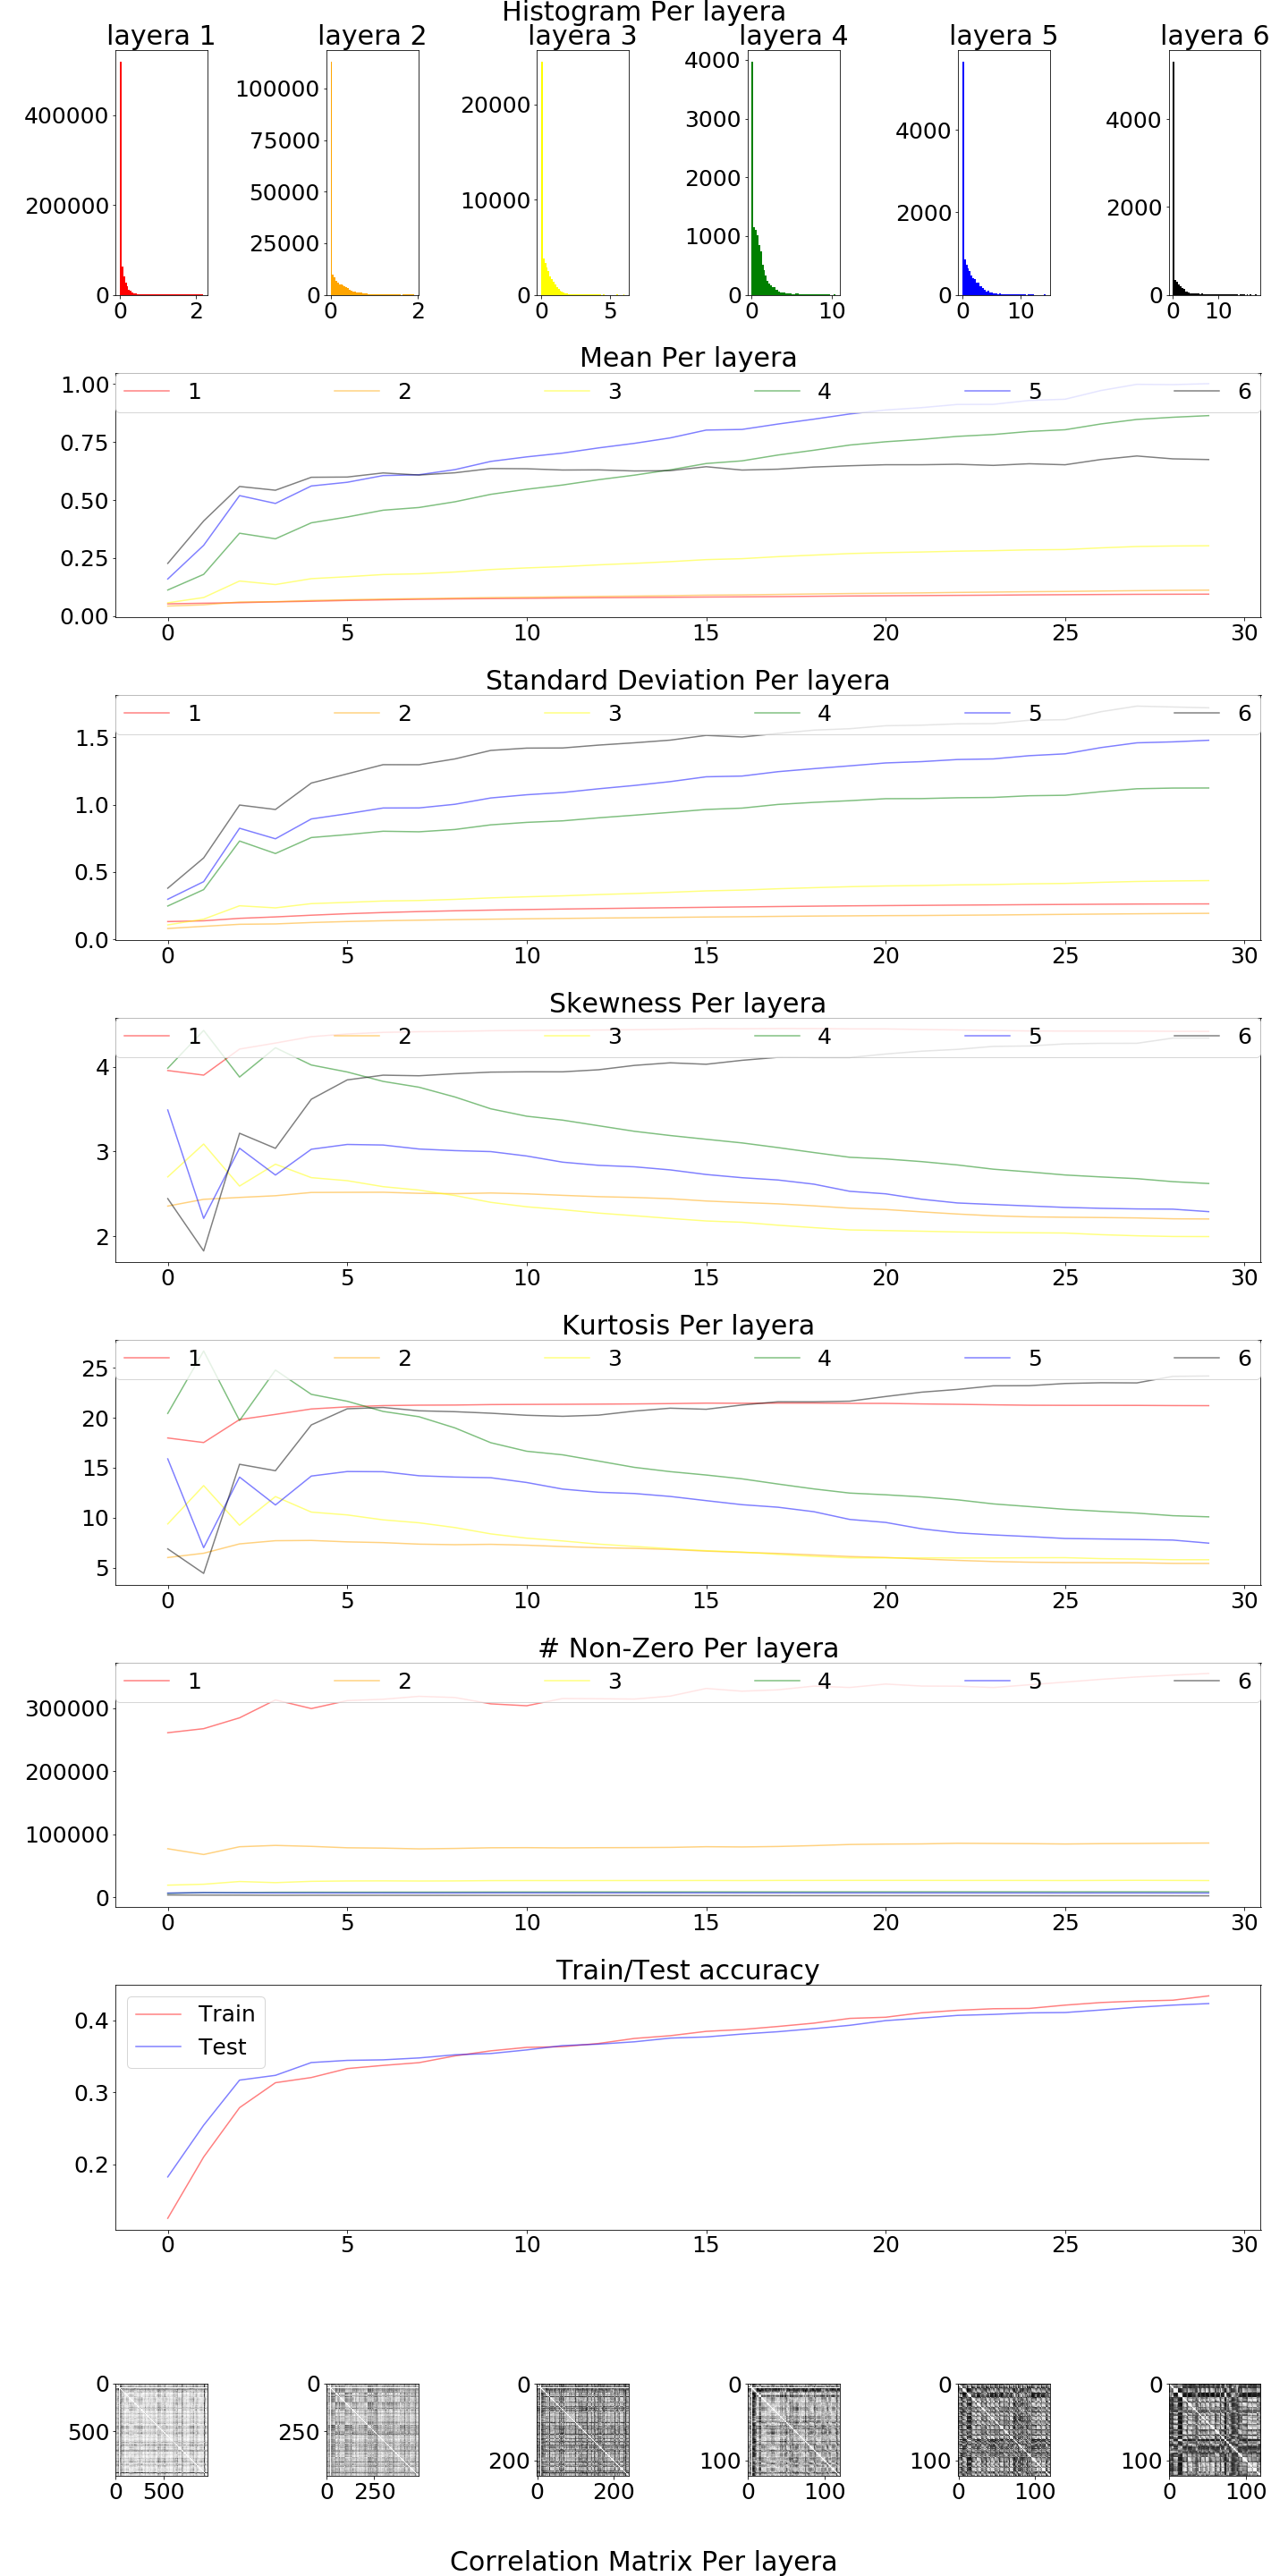 Histogram Per layera
layera 1 layera 2 layera 3 layera 4 layera 5 layera 6
400000 200000 0
0 2
100000 75000 50000 25000 0
0 2
20000 10000 0
0 5
4000 3000 2000 1000 0
0 10
4000 2000 0
0 10
4000 2000 0
0 10
Mean Per layera
1 2 3 4 5 6
1.00
0.75
0.50
0.25
0.00
0 5 10 15 20 25 30
Standard Deviation Per layera
1 2 3 4 5 6
1.5
1.0
0.5
0.0
0 5 10 15 20 25 30
Skewness Per layera
1 2 3 4 5 6
4
3
2
0 5 10 15 20 25 30
Kurtosis Per layera
1 2 3 4 5 6
25
20
15
10
5
0 5 10 15 20 25 30
# Non-Zero Per layera
1 2 3 4 5 6
300000
200000
100000
0
0 5 10 15 20 25 30
Train/Test accuracy
Train
Test
0.4
0.3
0.2
0 5 10 15 20 25 30
0 500
0 500
0 250
0 250
0 200
0 200
0 100
0 100
0 100
0 100
0 100
0 100
Correlation Matrix Per layera